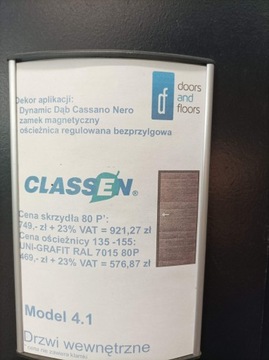 doors
and
floors
df
Dekor aplikacji:
Dynamic Dąb Cassano Nero
zamek magnetyczny
ościeżnica regulowana bezprzylgowa
CLASSEN®
Cena skrzydła 80 P':
749,- zł + 23% VAT = 921,27 zł
Cena ościeżnicy 135 -155:
UNI-GRAFIT RAL 7015 80P
469,- zł + 23% VAT = 576,87 zł
Model 4.1
Drzwi wewnętrzne